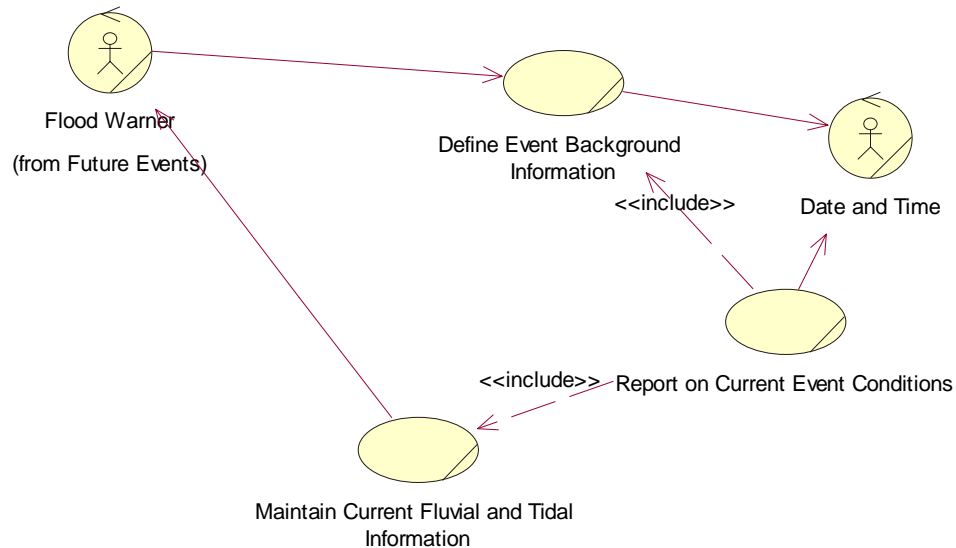 Flood Warner
(from Future Events)
Define Event Background
Information
<<include>>
Date and Time
<<include>>
Report on Current Event Conditions
Maintain Current Fluvial and Tidal
Information